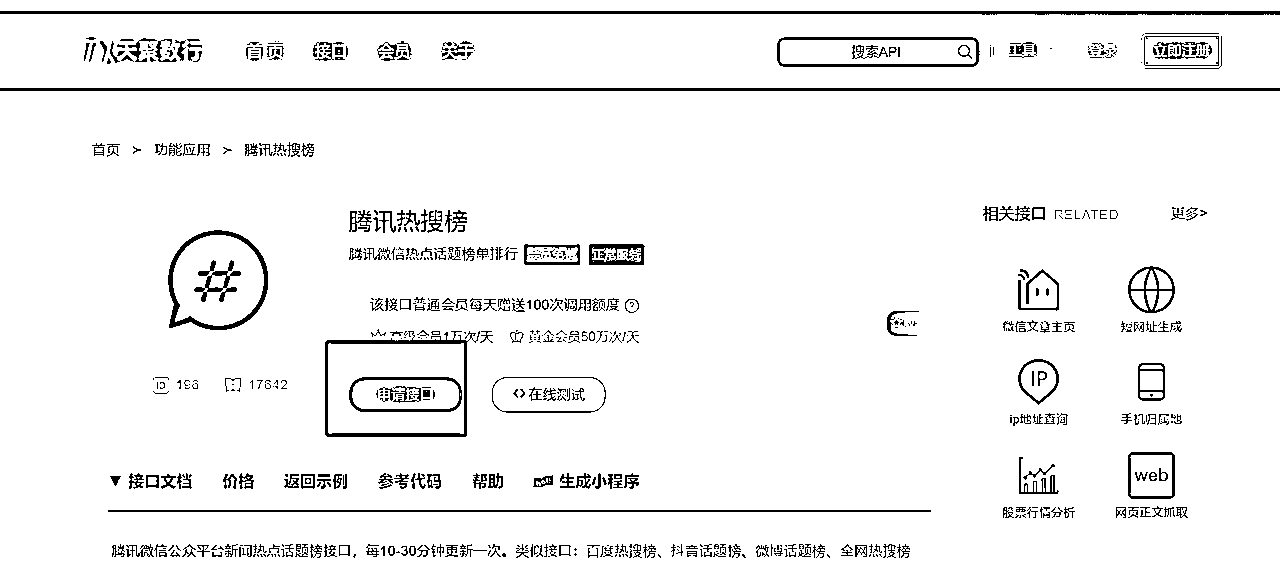 天聚数行 首页 接口 会员 关于 搜索API 工具 登录 立即注册
首页 > 功能应用 > 腾讯热搜榜
腾讯热搜榜
腾讯微信热点话题榜单排行 会员免费 正常服务
该接口普通会员每天赠送100次调用额度 ?
高级会员1万次/天 黄金会员50万次/天
ID 196 17642
申请接口 <>在线测试
▼ 接口文档 价格 返回示例 参考代码 帮助 生成小程序
腾讯微信公众平台新闻热点话题榜接口，每10-30分钟更新一次。类似接口：百度热搜榜、抖音话题榜、微博话题榜、全网热搜榜
相关接口 RELATED 更多>
微信文章主页 短网址生成
IP
ip地址查询 手机归属地
web
股票行情分析 网页正文抓取